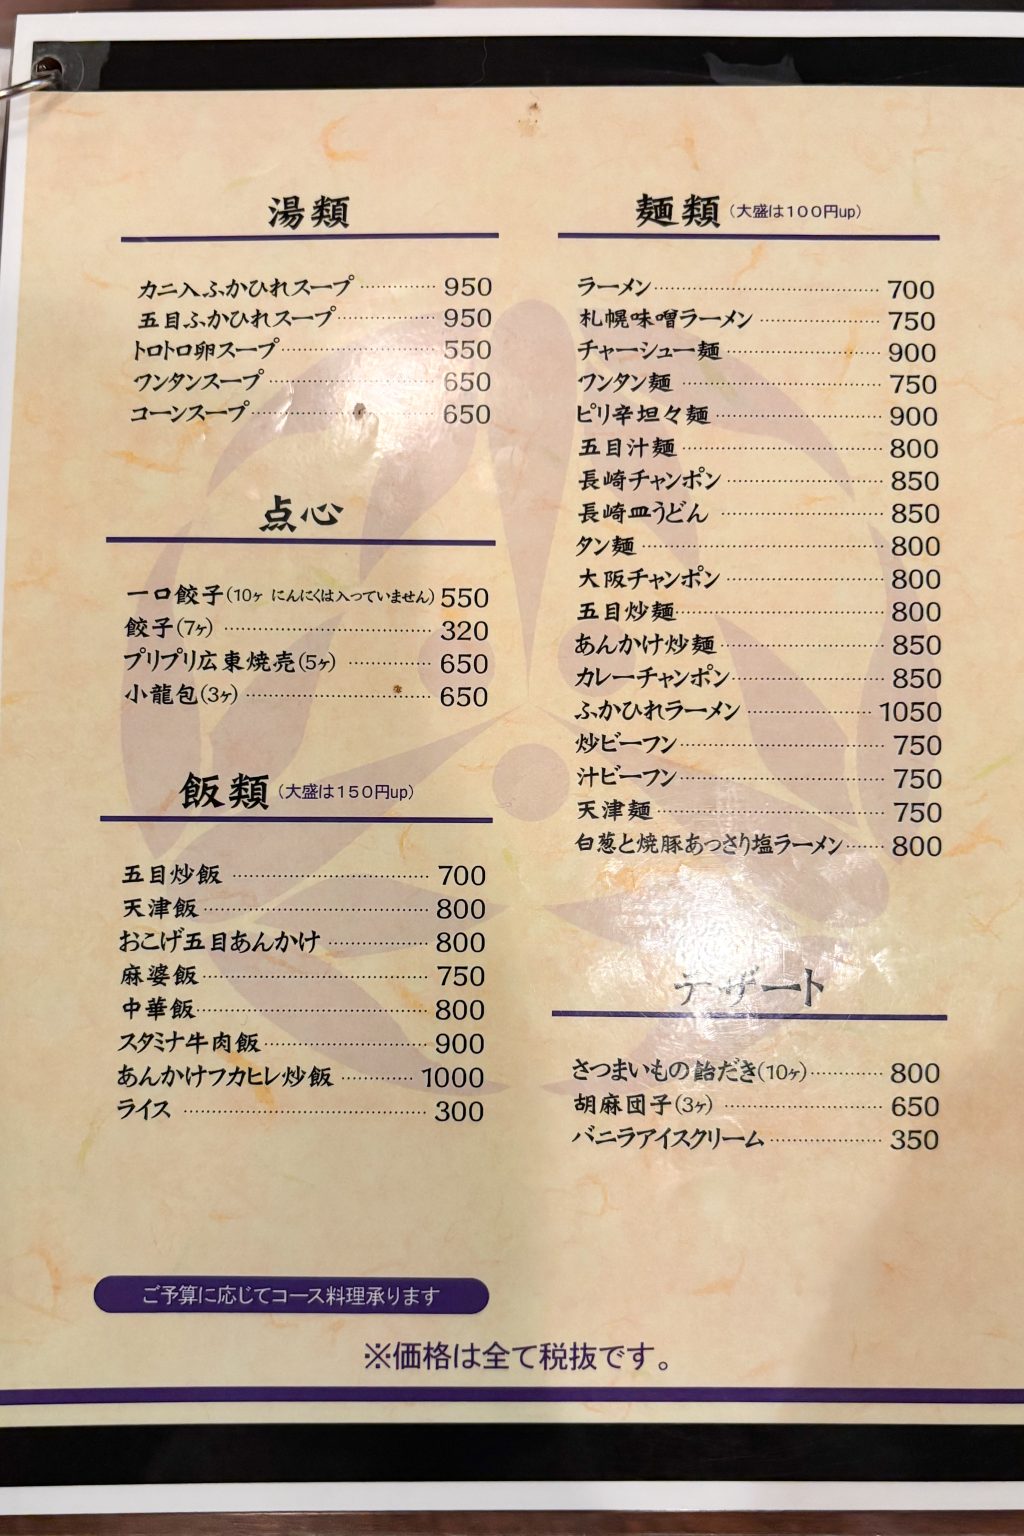 湯類
カニ入ふかひれスープ 950
五目ふかひれスープ 950
トロトロ卵スープ 550
ワンタンスープ 650
コーンスープ 650
点心
一口餃子(10ヶ にんにくは入っていません) 550
餃子(7ヶ) 320
プリプリ広東焼売(5ヶ) 650
小龍包(3ヶ) 650
飯類(大盛は150円up)
五目炒飯 700
天津飯 800
おこげ五目あんかけ 800
麻婆飯 750
中華飯 800
スタミナ牛肉飯 900
あんかけフカヒレ炒飯 1000
ライス 300
麺類(大盛は100円up)
ラーメン 700
札幌味噌ラーメン 750
チャーシュー麺 900
ワンタン麺 750
ピリ辛坦々麺 900
五目汁麺 800
長崎チャンポン 850
長崎皿うどん 850
タン麺 800
大阪チャンポン 800
五目炒麺 800
あんかけ炒麺 850
カレーチャンポン 850
ふかひれラーメン 1050
炒ビーフン 750
汁ビーフン 750
天津麺 750
白葱と焼豚あっさり塩ラーメン 800
デザート
さつまいもの飴だき(10ヶ) 800
胡麻団子(3ヶ) 650
バニラアイスクリーム 350
ご予算に応じてコース料理承ります
※価格は全て税抜です。